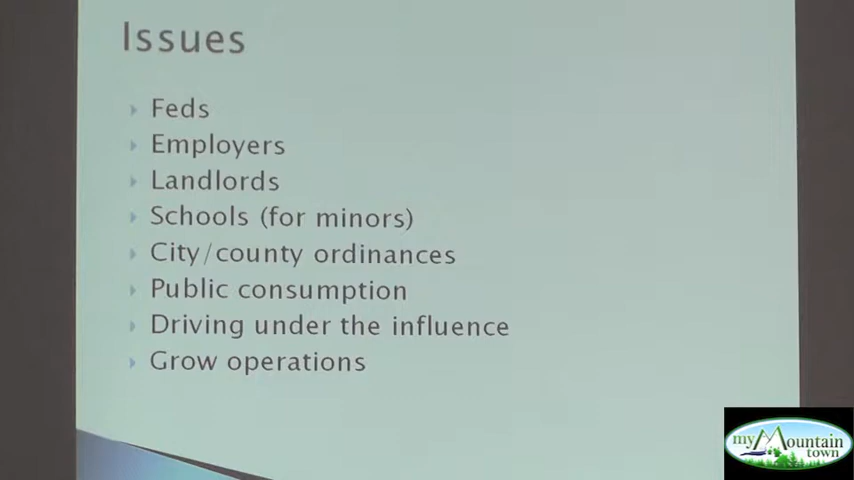 Issues
Feds
Employers
Landlords
Schools (for minors)
City/county ordinances
Public consumption
Driving under the influence
Grow operations
my Mountain
town